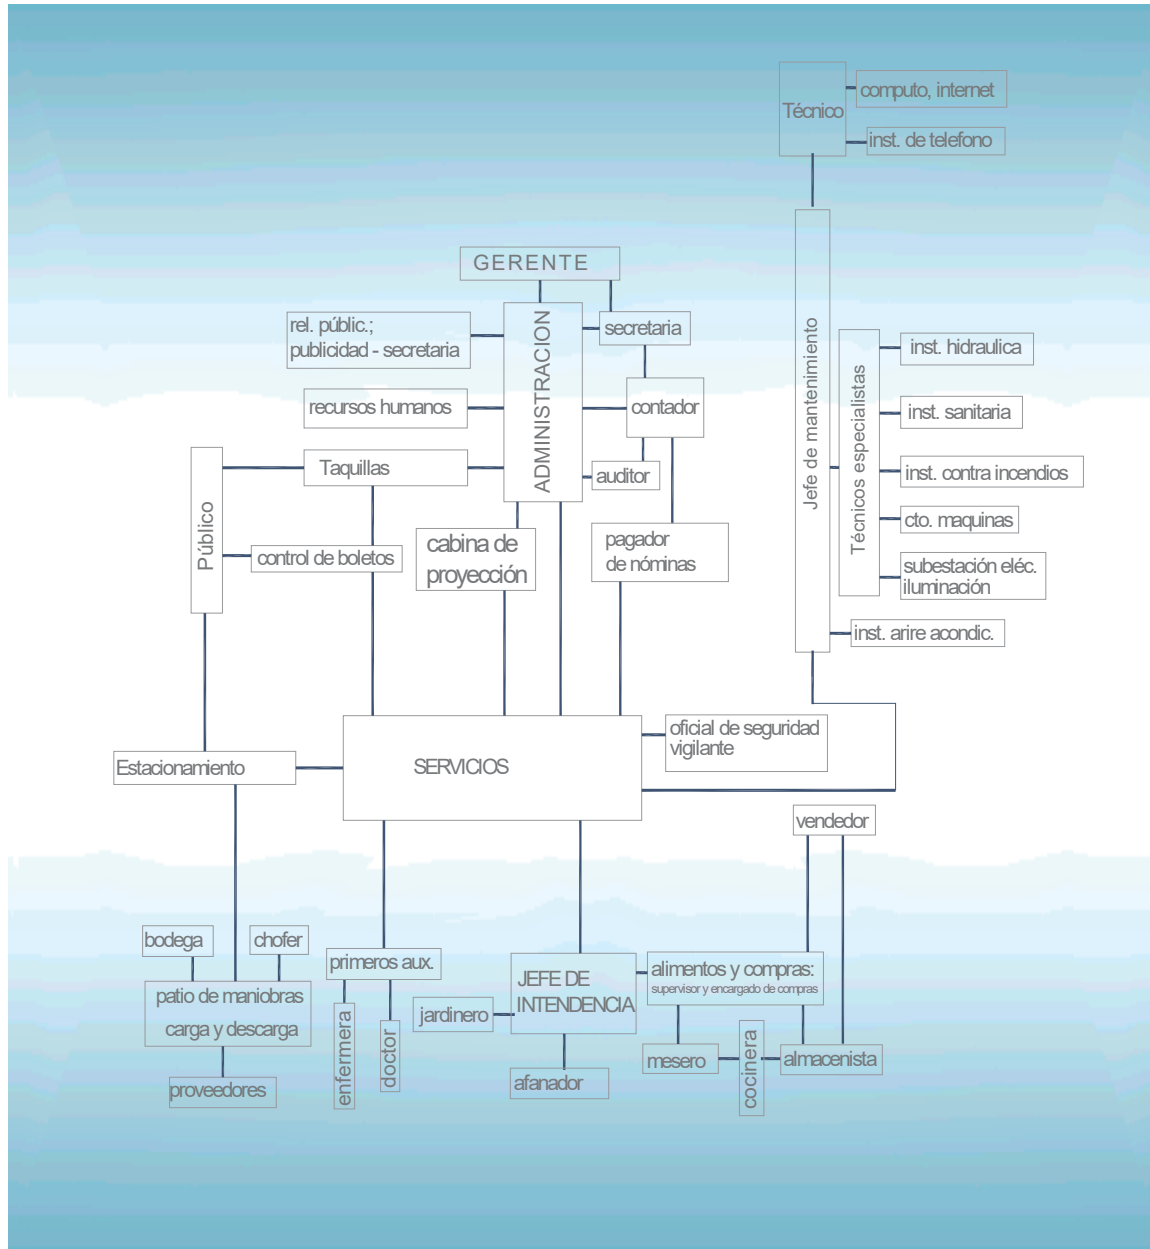 computo, internet
Técnico
inst. de telefono
GERENTE
rel. públic.;
publicidad - secretaria
secretaria
ADMINISTRACION
Jefe de mantenimiento
inst. hidraulica
recursos humanos
contador
inst. sanitaria
Técnicos especialistas
Público
Taquillas
auditor
inst. contra incendios
cto. maquinas
control de boletos
cabina de
proyección
pagador
de nóminas
subestación eléc.
iluminación
inst. arire acondic.
oficial de seguridad
vigilante
Estacionamiento
SERVICIOS
vendedor
bodega
chofer
primeros aux.
JEFE DE
INTENDENCIA
alimentos y compras:
supervisor y encargado de compras
patio de maniobras
carga y descarga
jardinero
enfermera
doctor
mesero
cocinera
almacenista
proveedores
afanador